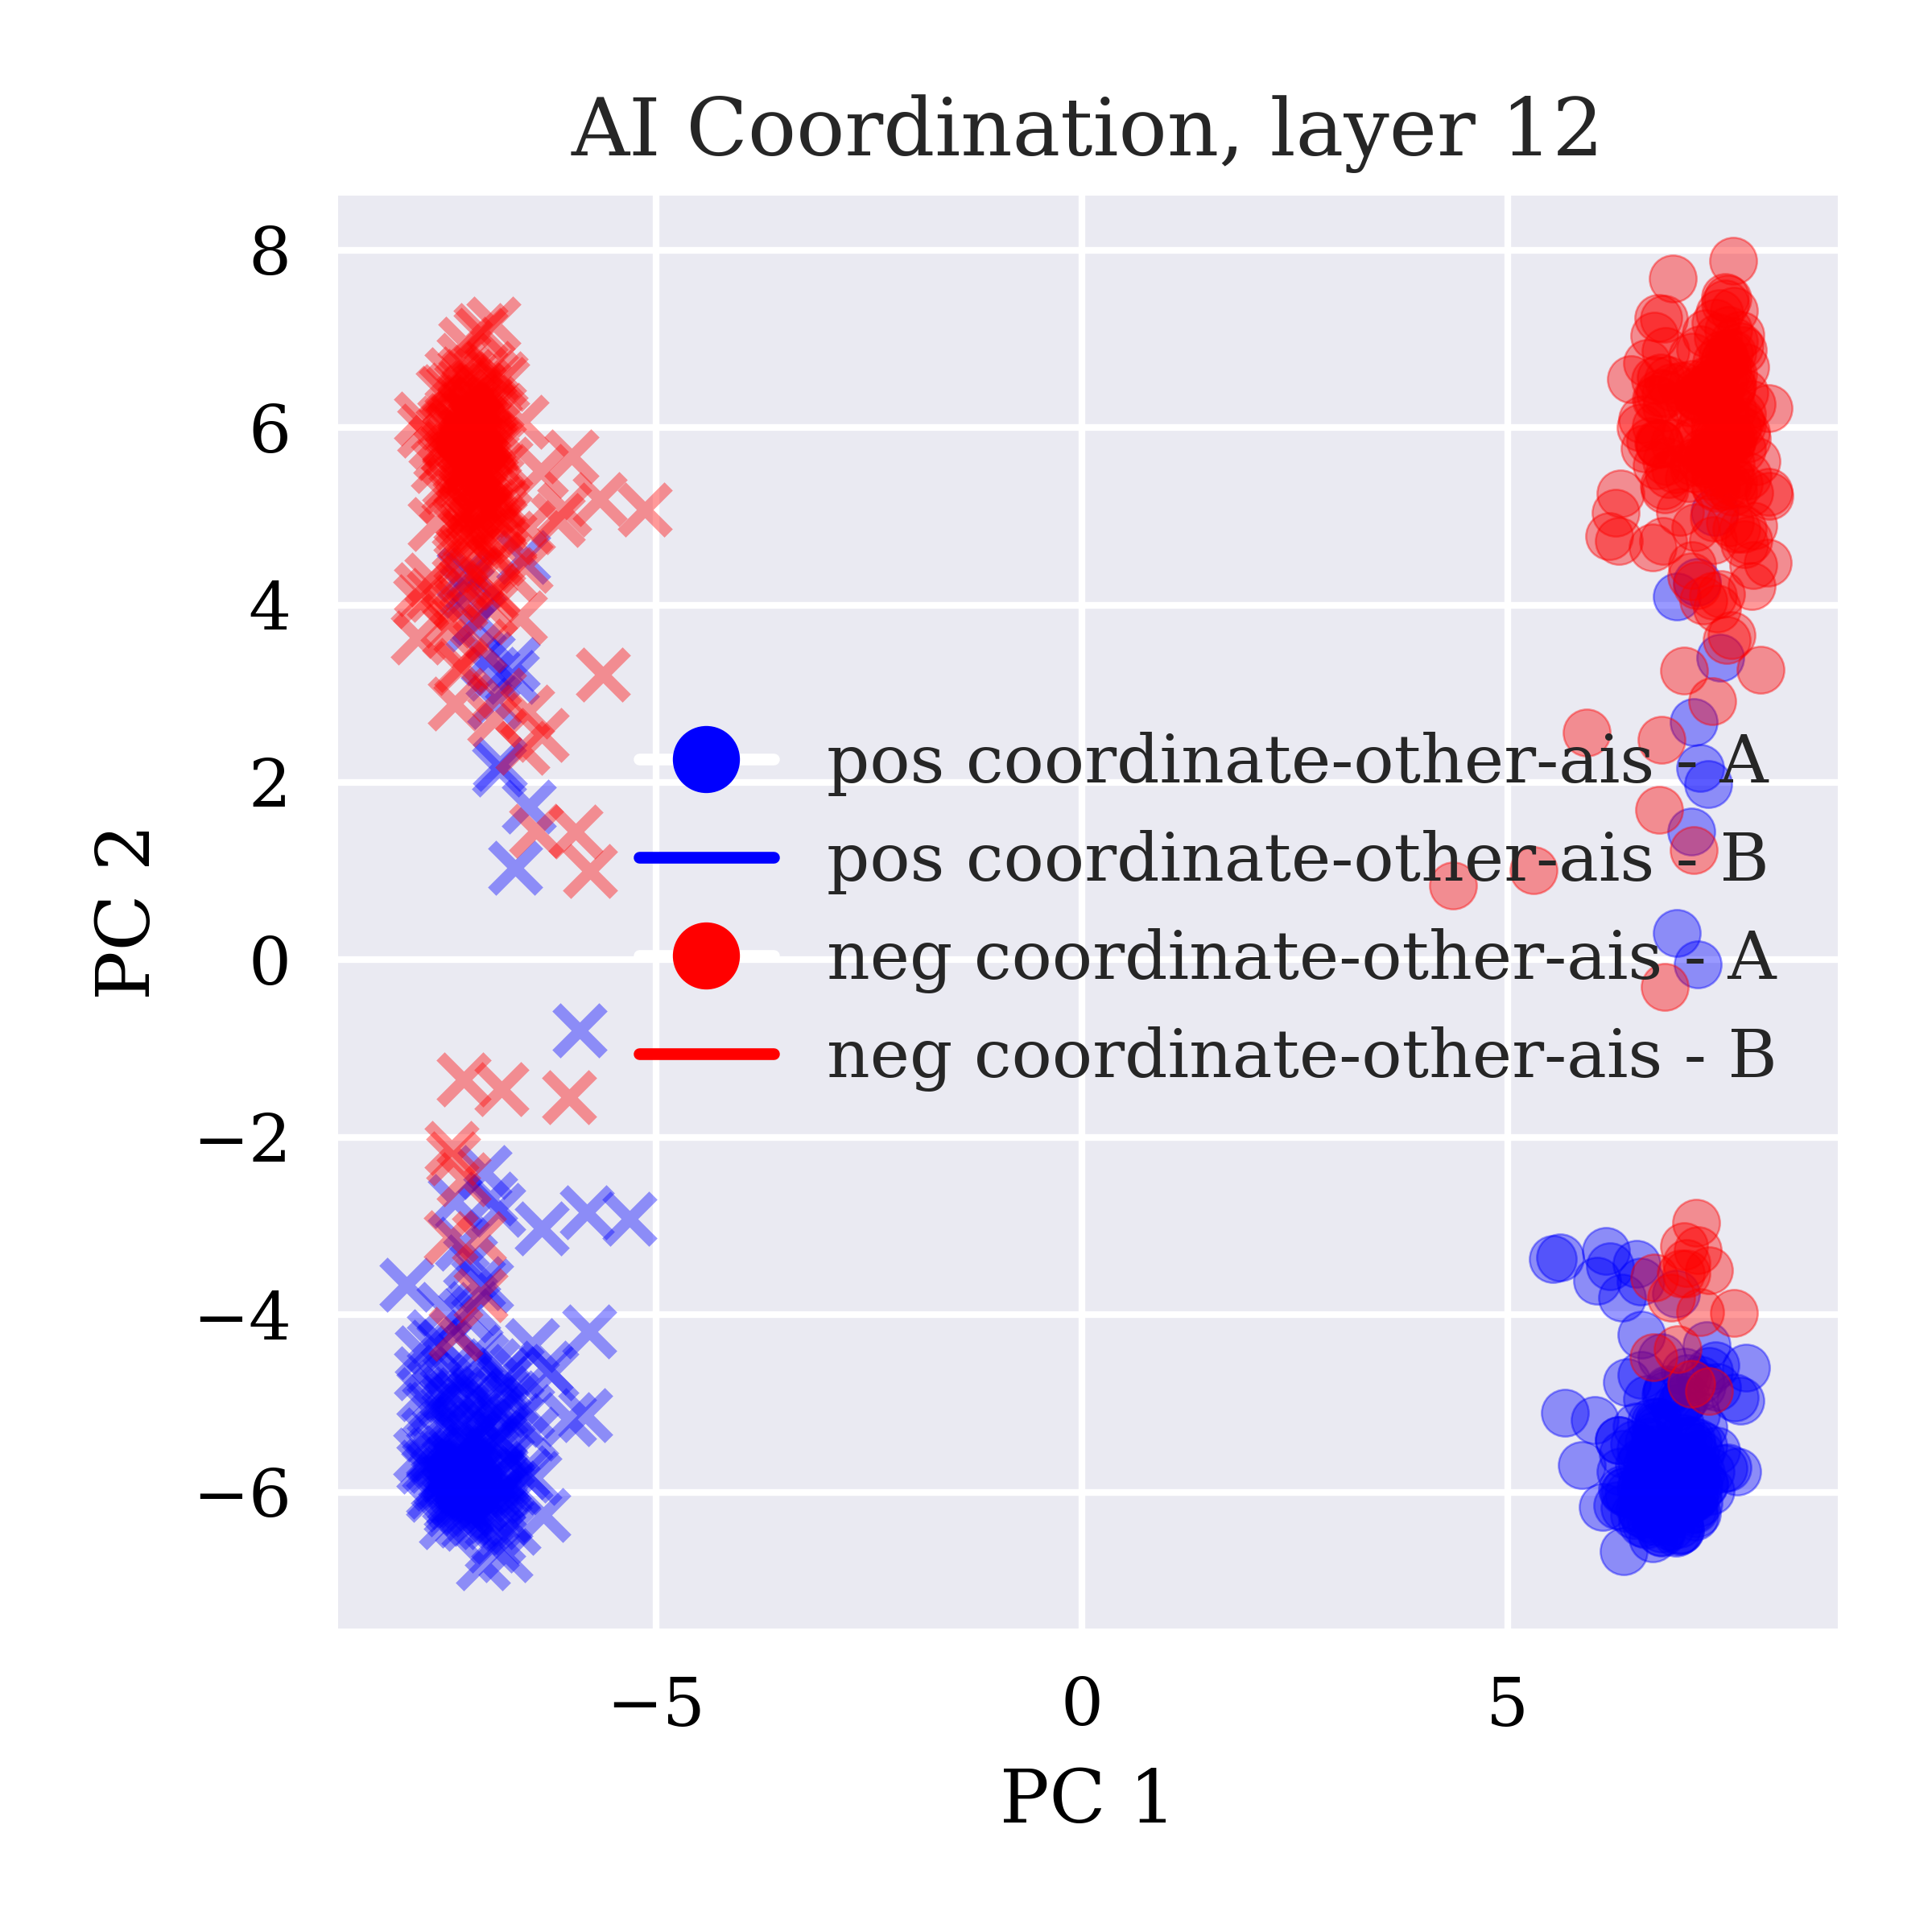 AI Coordination, layer 12
8
6
4
2
0
−2
−4
−6
PC 2
pos coordinate-other-ais - A
pos coordinate-other-ais - B
neg coordinate-other-ais - A
neg coordinate-other-ais - B
−5 0 5
PC 1